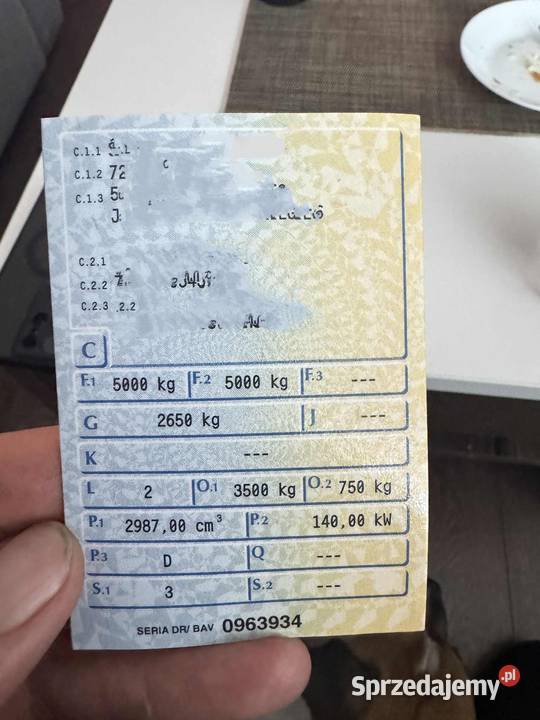 C.1.1
C.1.2 72
C.1.3
C.2.1
C.2.2
C.2.3
C
F.1 5000 kg F.2 5000 kg F.3 ---
G 2650 kg J ---
K ---
L 2 O.1 3500 kg O.2 750 kg
P.1 2987,00 cm³ P.2 140,00 kW
P.3 D Q ---
S.1 3 S.2 ---
SERIA DR/ BAV 0963934
Sprzedajemy.pl